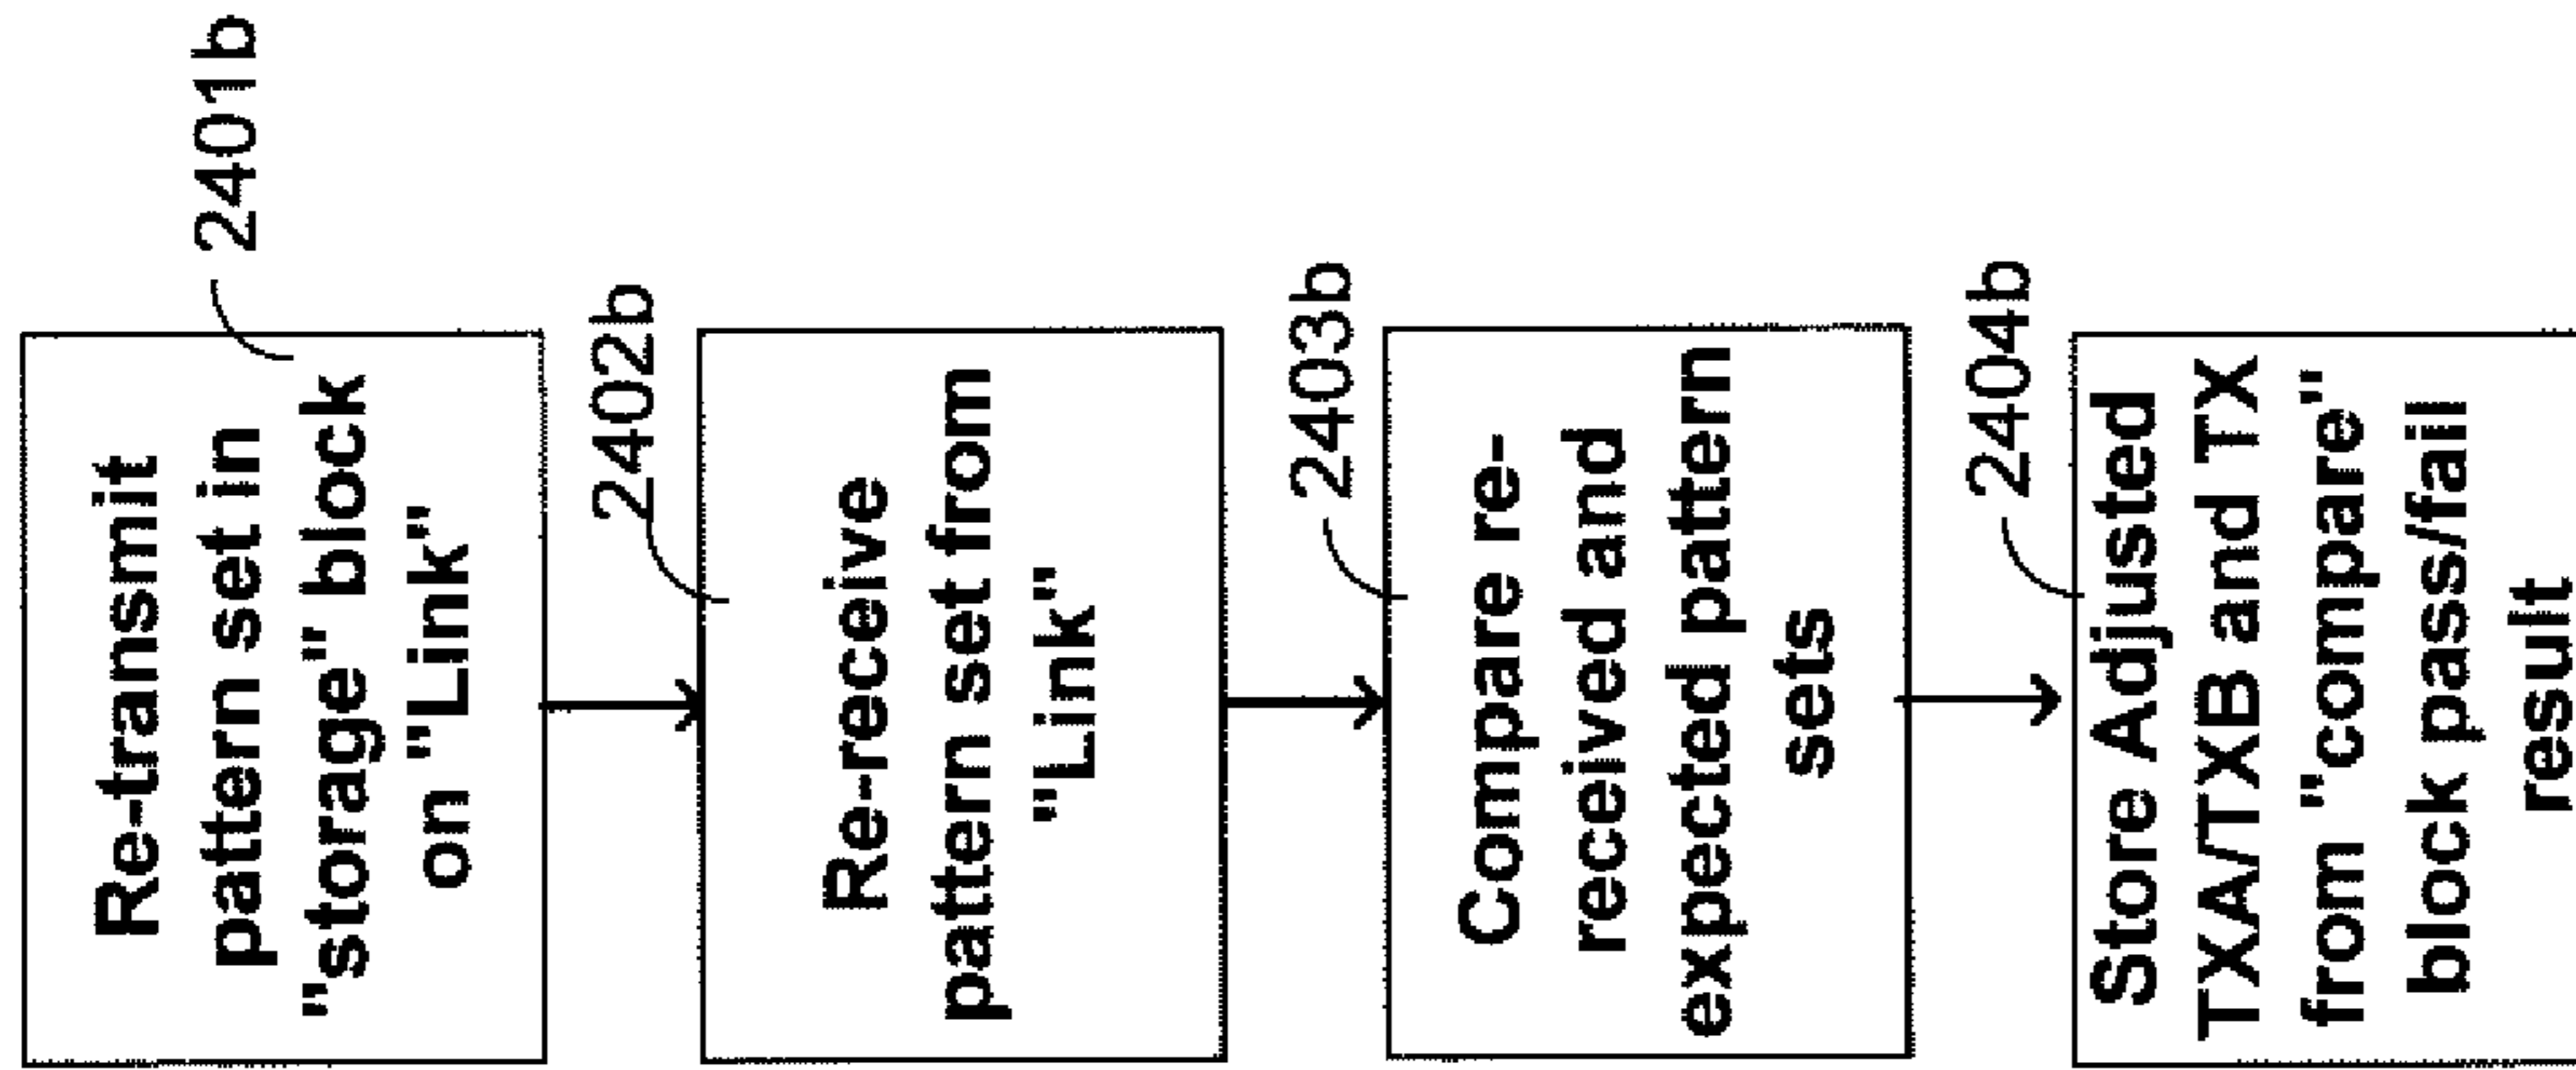 Re-transmit
pattern set in
"storage" block
on "Link"
2401b
Re-receive
pattern set from
"Link"
2402b
Compare re-
received and
expected pattern
sets
2403b
Store Adjusted
TXA/TXB and TX
from "compare"
block pass/fail
result
2404b